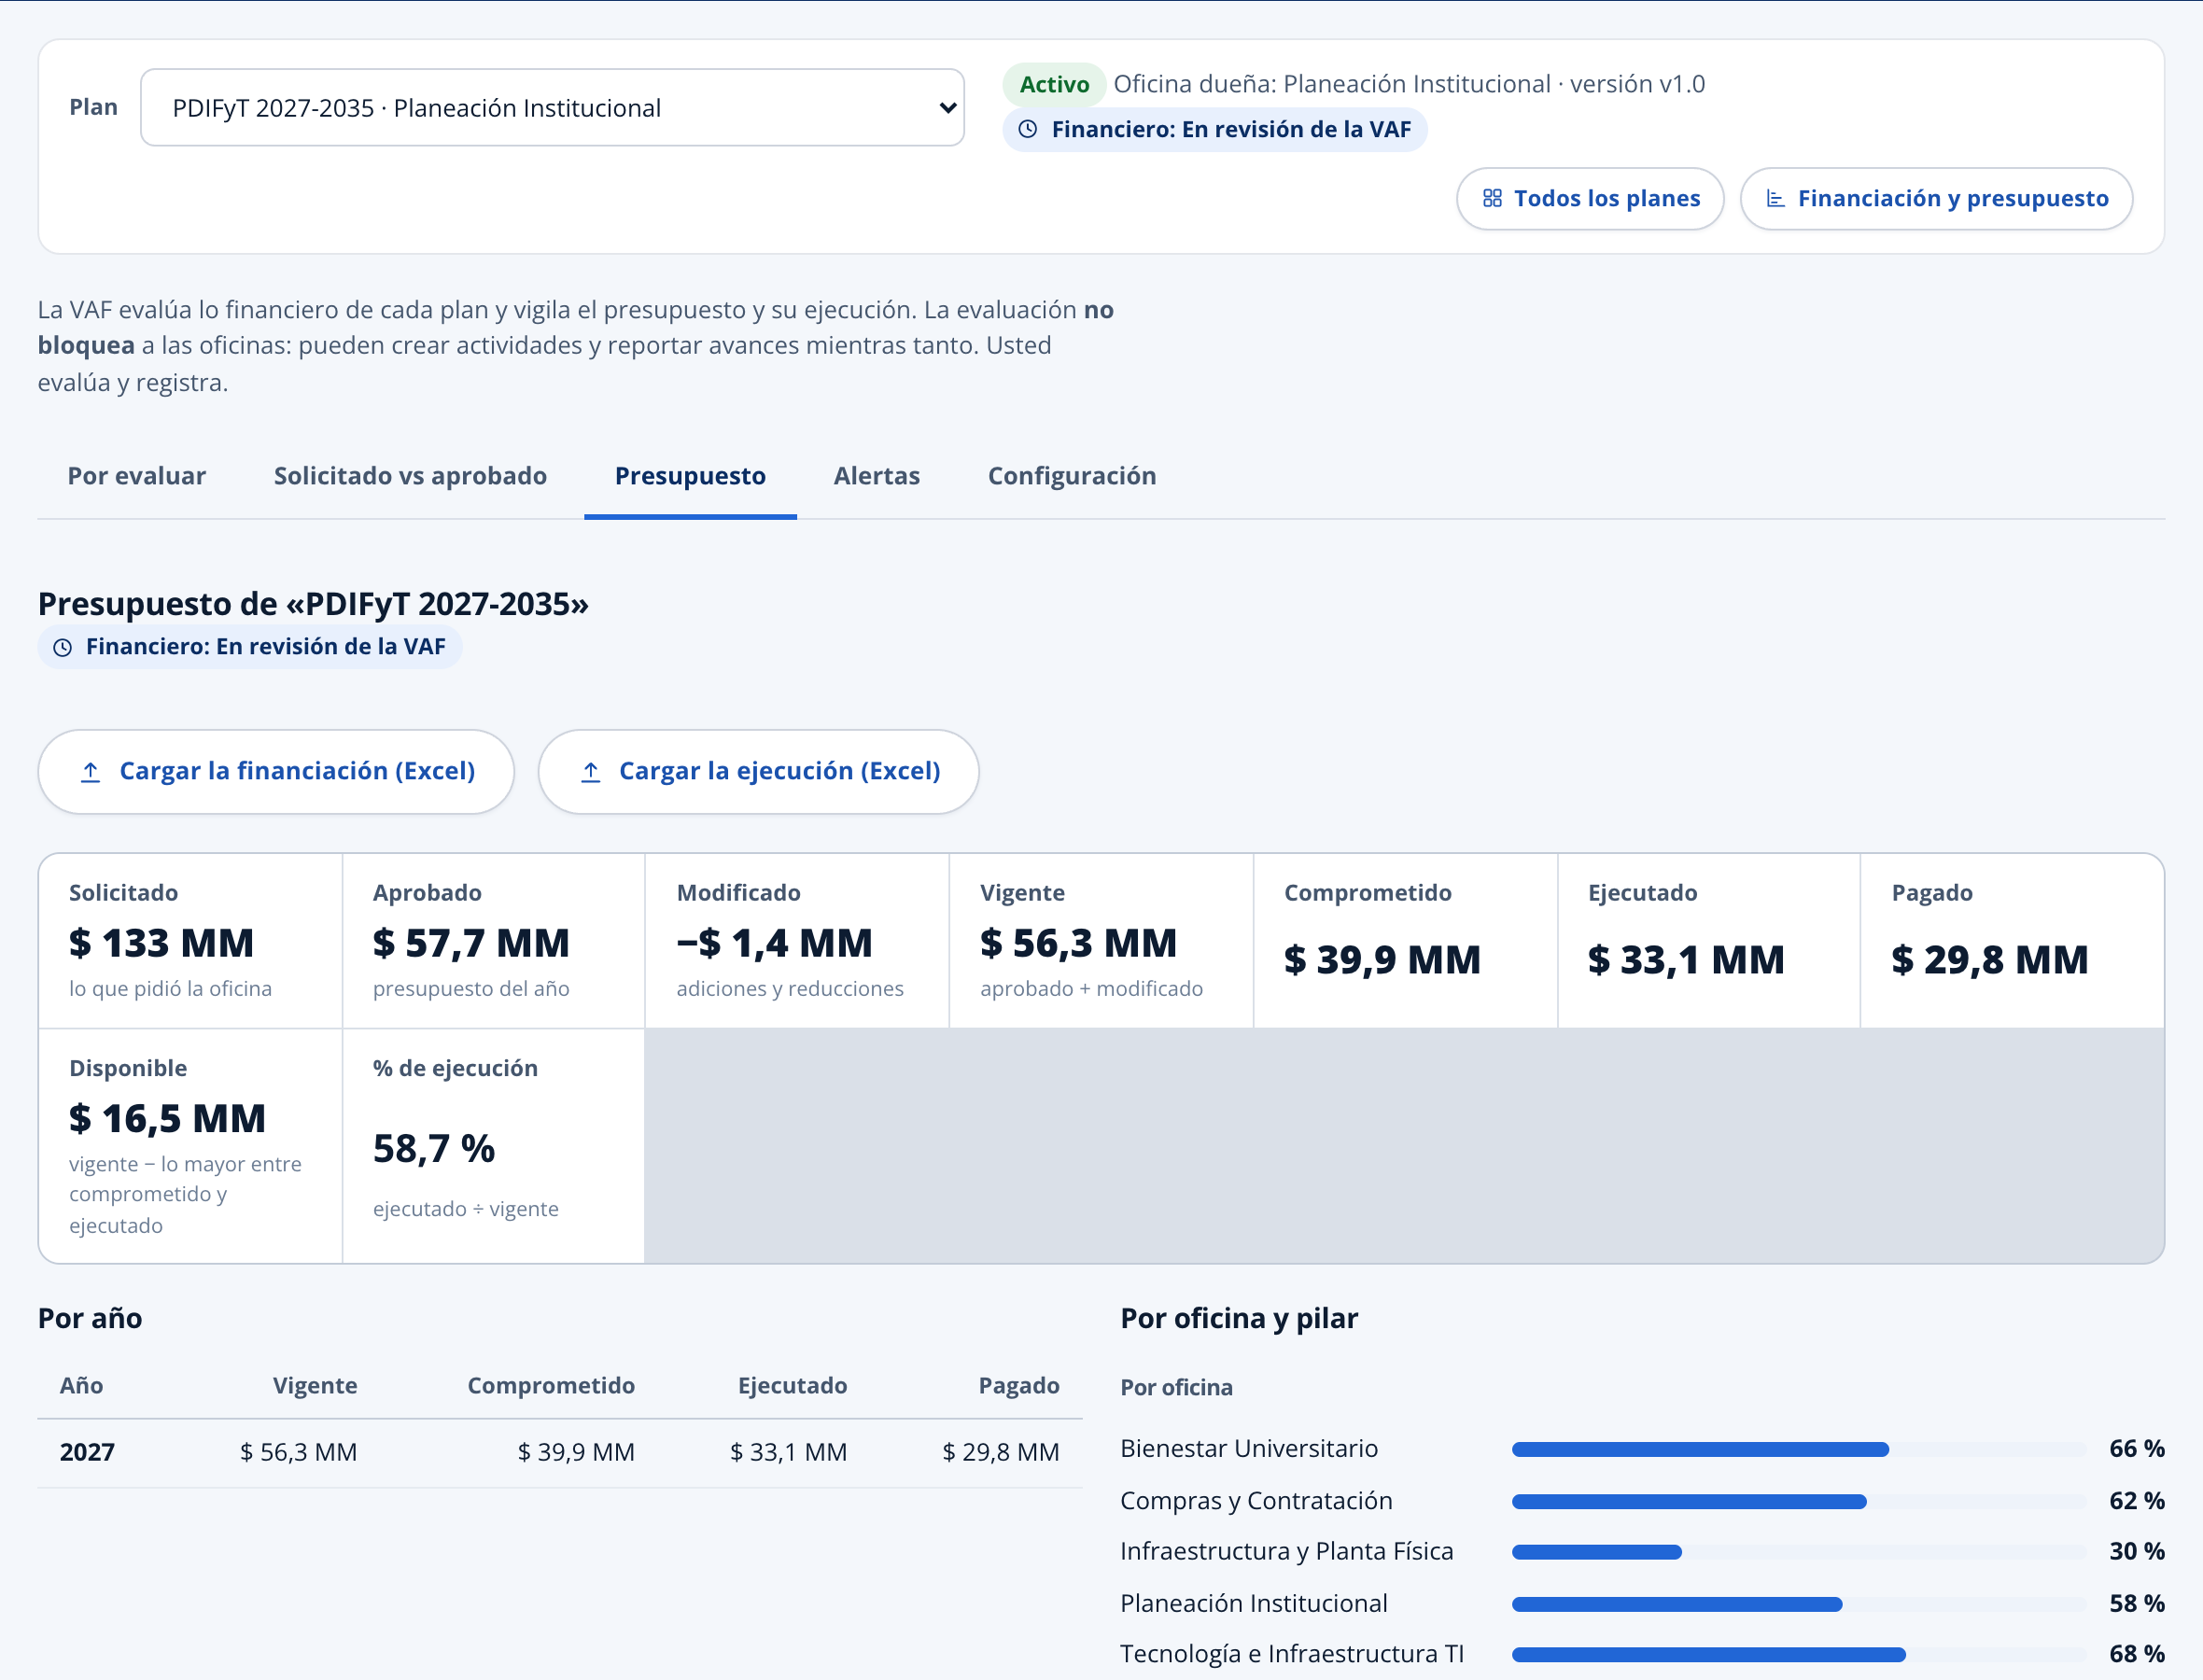 Plan
PDIFyT 2027-2035 · Planeación Institucional
Activo Oficina dueña: Planeación Institucional · versión v1.0
Financiero: En revisión de la VAF
Todos los planes
Financiación y presupuesto
La VAF evalúa lo financiero de cada plan y vigila el presupuesto y su ejecución. La evaluación no
bloquea a las oficinas: pueden crear actividades y reportar avances mientras tanto. Usted
evalúa y registra.
Por evaluar
Solicitado vs aprobado
Presupuesto
Alertas
Configuración
Presupuesto de «PDIFyT 2027-2035»
Financiero: En revisión de la VAF
Cargar la financiación (Excel)
Cargar la ejecución (Excel)
Solicitado
$ 133 MM
lo que pidió la oficina
Aprobado
$ 57,7 MM
presupuesto del año
Modificado
−$ 1,4 MM
adiciones y reducciones
Vigente
$ 56,3 MM
aprobado + modificado
Comprometido
$ 39,9 MM
Ejecutado
$ 33,1 MM
Pagado
$ 29,8 MM
Disponible
$ 16,5 MM
vigente − lo mayor entre
comprometido y
ejecutado
% de ejecución
58,7 %
ejecutado ÷ vigente
Por año
Año Vigente Comprometido Ejecutado Pagado
2027 $ 56,3 MM $ 39,9 MM $ 33,1 MM $ 29,8 MM
Por oficina y pilar
Por oficina
Bienestar Universitario 66 %
Compras y Contratación 62 %
Infraestructura y Planta Física 30 %
Planeación Institucional 58 %
Tecnología e Infraestructura TI 68 %